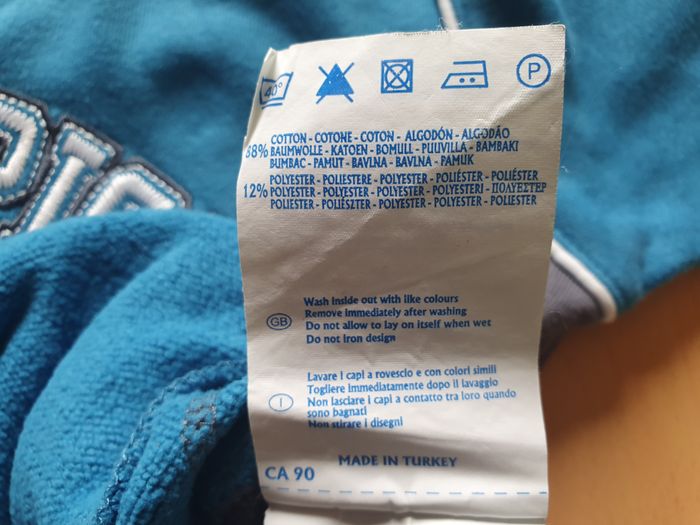 40°
P
COTTON - COTONE - COTON - ALGODÓN - ALGODÃO
88% BAUMWOLLE - KATOEN - BOMULL - PUUVILLA - BAMBAKI
BUMBAC - PAMUT - BAVLNA - BAVLNA - PAMUK
POLYESTER - POLIESTERE - POLYESTER - POLIÉSTER - POLIÉSTER
12% POLYESTER - POLYESTER - POLYESTER - POLYESTERI - ΠΟΛΥΕΣΤΕΡ
POLIESTER - POLIÉSZTER - POLYESTER - POLYESTER - POLIESTER
Wash inside out with like colours
Remove immediately after washing
GB
Do not allow to lay on itself when wet
Do not iron design
Lavare i capi a rovescio e con colori simili
Togliere immediatamente dopo il lavaggio
I
Non lasciare i capi a contatto tra loro quando
sono bagnati
Non stirare i disegni
MADE IN TURKEY
CA 90